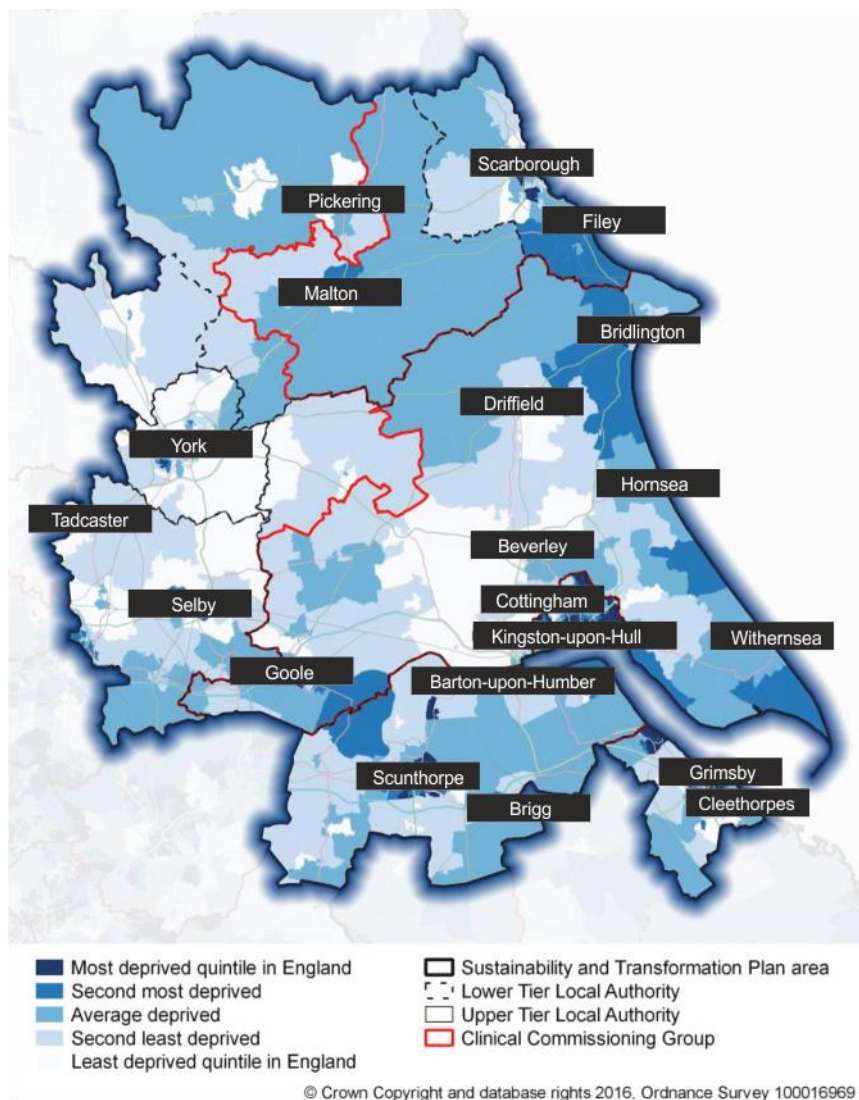 Scarborough
Pickering
Filey
Malton
Bridlington
Driffield
York
Hornsea
Tadcaster
Beverley
Selby
Cottingham
Kingston-upon-Hull
Withernsea
Goole
Barton-upon-Humber
Scunthorpe
Grimsby
Brigg
Cleethorpes
Most deprived quintile in England
Second most deprived
Average deprived
Second least deprived
Least deprived quintile in England
Sustainability and Transformation Plan area
Lower Tier Local Authority
Upper Tier Local Authority
Clinical Commissioning Group
© Crown Copyright and database rights 2016, Ordnance Survey 100016969